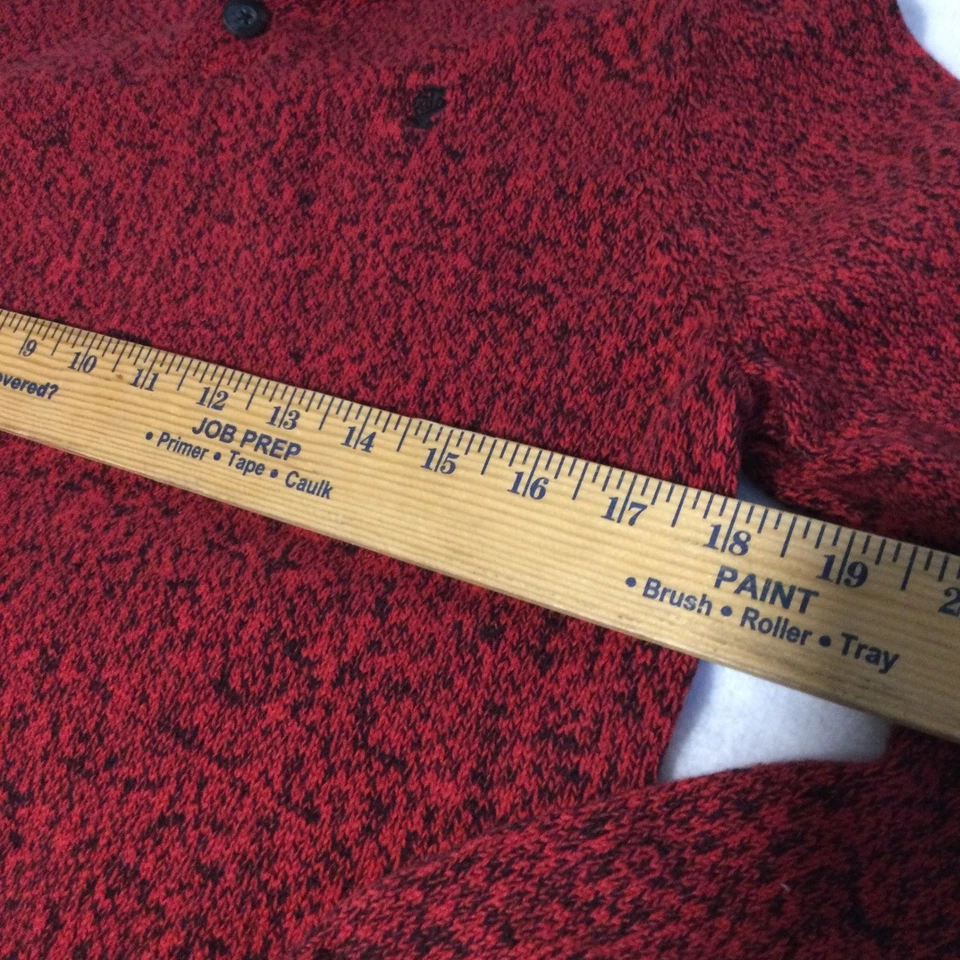 9 10 11 12 13 14 15 16 17 18 19
JOB PREP
• Primer • Tape • Caulk
PAINT
• Brush • Roller • Tray